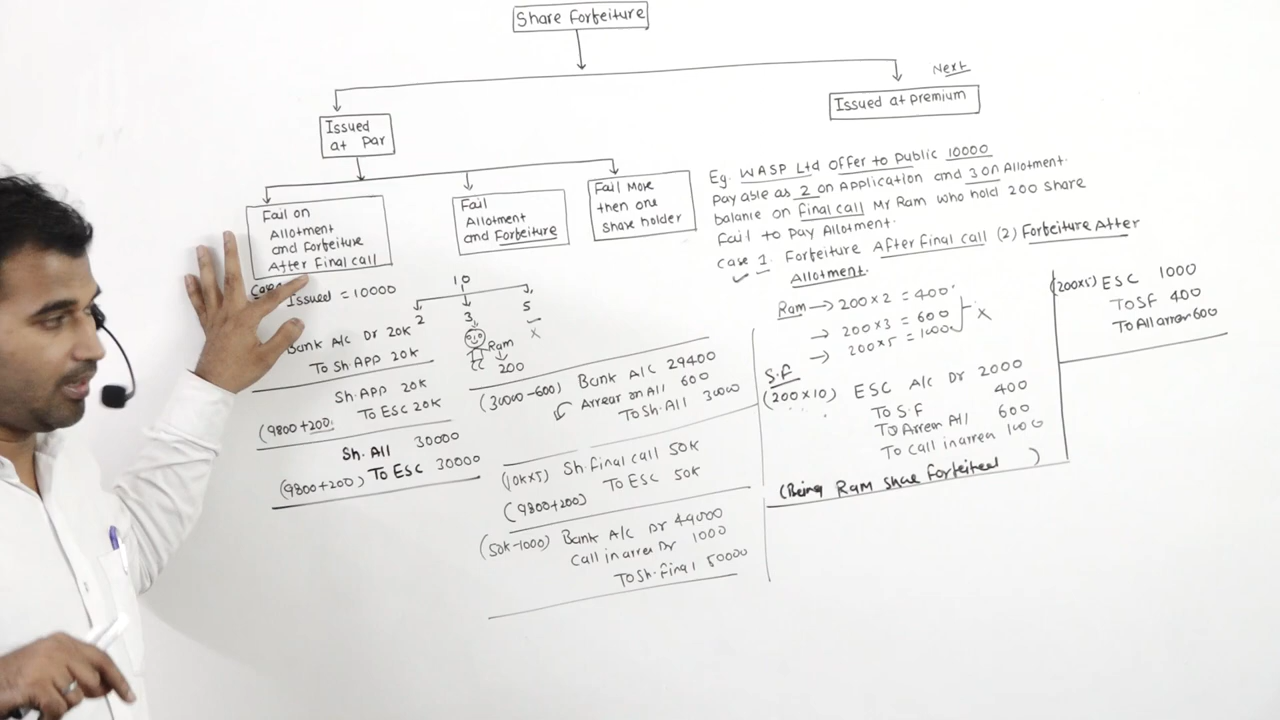 Share Forfeiture
Next
Issued at premium
Issued
at Par
Fail on
Allotment
and Forfeiture
After Final call
Fail
Allotment
and Forfeiture
Fail More
then one
share holder
Eg. WASP Ltd offer to public 10000
Payable as 2 on Application and 3 on Allotment.
balance on final call Mr Ram who hold 200 share
Fail to pay Allotment.
Case 1. Forfeiture After final call (2) Forfeiture After
Allotment.
Issued = 10000
Bank A/c Dr 20K
To Sh APP 20K
Sh. APP 20K
To ESC 20K
(9800+200)
Sh. All 30000
To ESC 30000
(9800+200)
10
2 3 5
x
Ram
200
(30000-600) Bank A/C 29400
Arrear on All 600
To Sh. All 30000
(10K×5) Sh. final call 50K
To ESC 50K
(9800+200)
(50K-1000) Bank A/c Dr 49000
Call in arrea Dr 1000
To Sh. final 50000
Ram → 200×2 = 400
→ 200×3 = 600
→ 200×5 = 1000
x
S.F
(200×10) ESC A/c Dr 2000
To S.F 400
To Arrear All 600
To Call in arrea 1000
(Being Ram share forfeited )
(200×5) ESC 1000
To SF 400
To All arrear 600